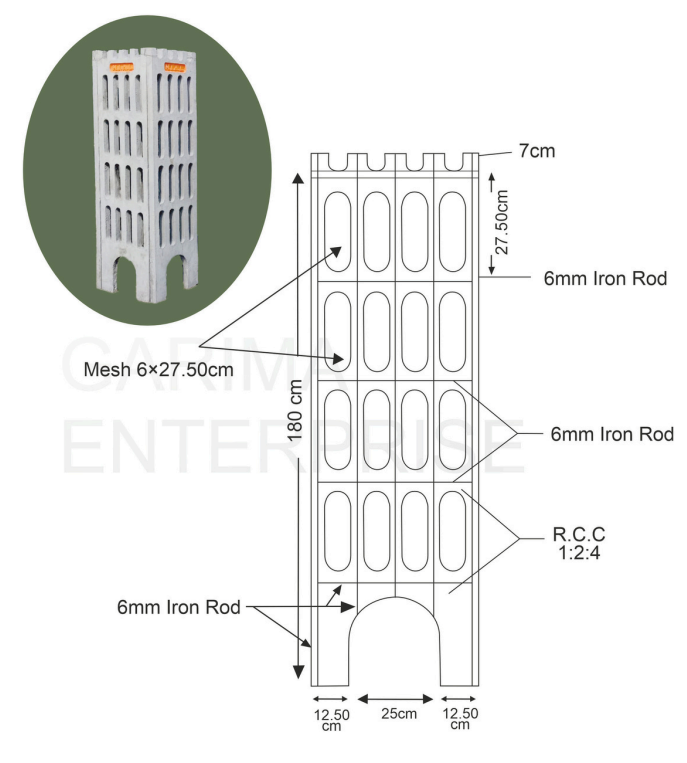 7cm
27.50cm
6mm Iron Rod
Mesh 6×27.50cm
180 cm
6mm Iron Rod
R.C.C
1:2:4
6mm Iron Rod
12.50
cm
25cm
12.50
cm
GARIMA
ENTERPRISE